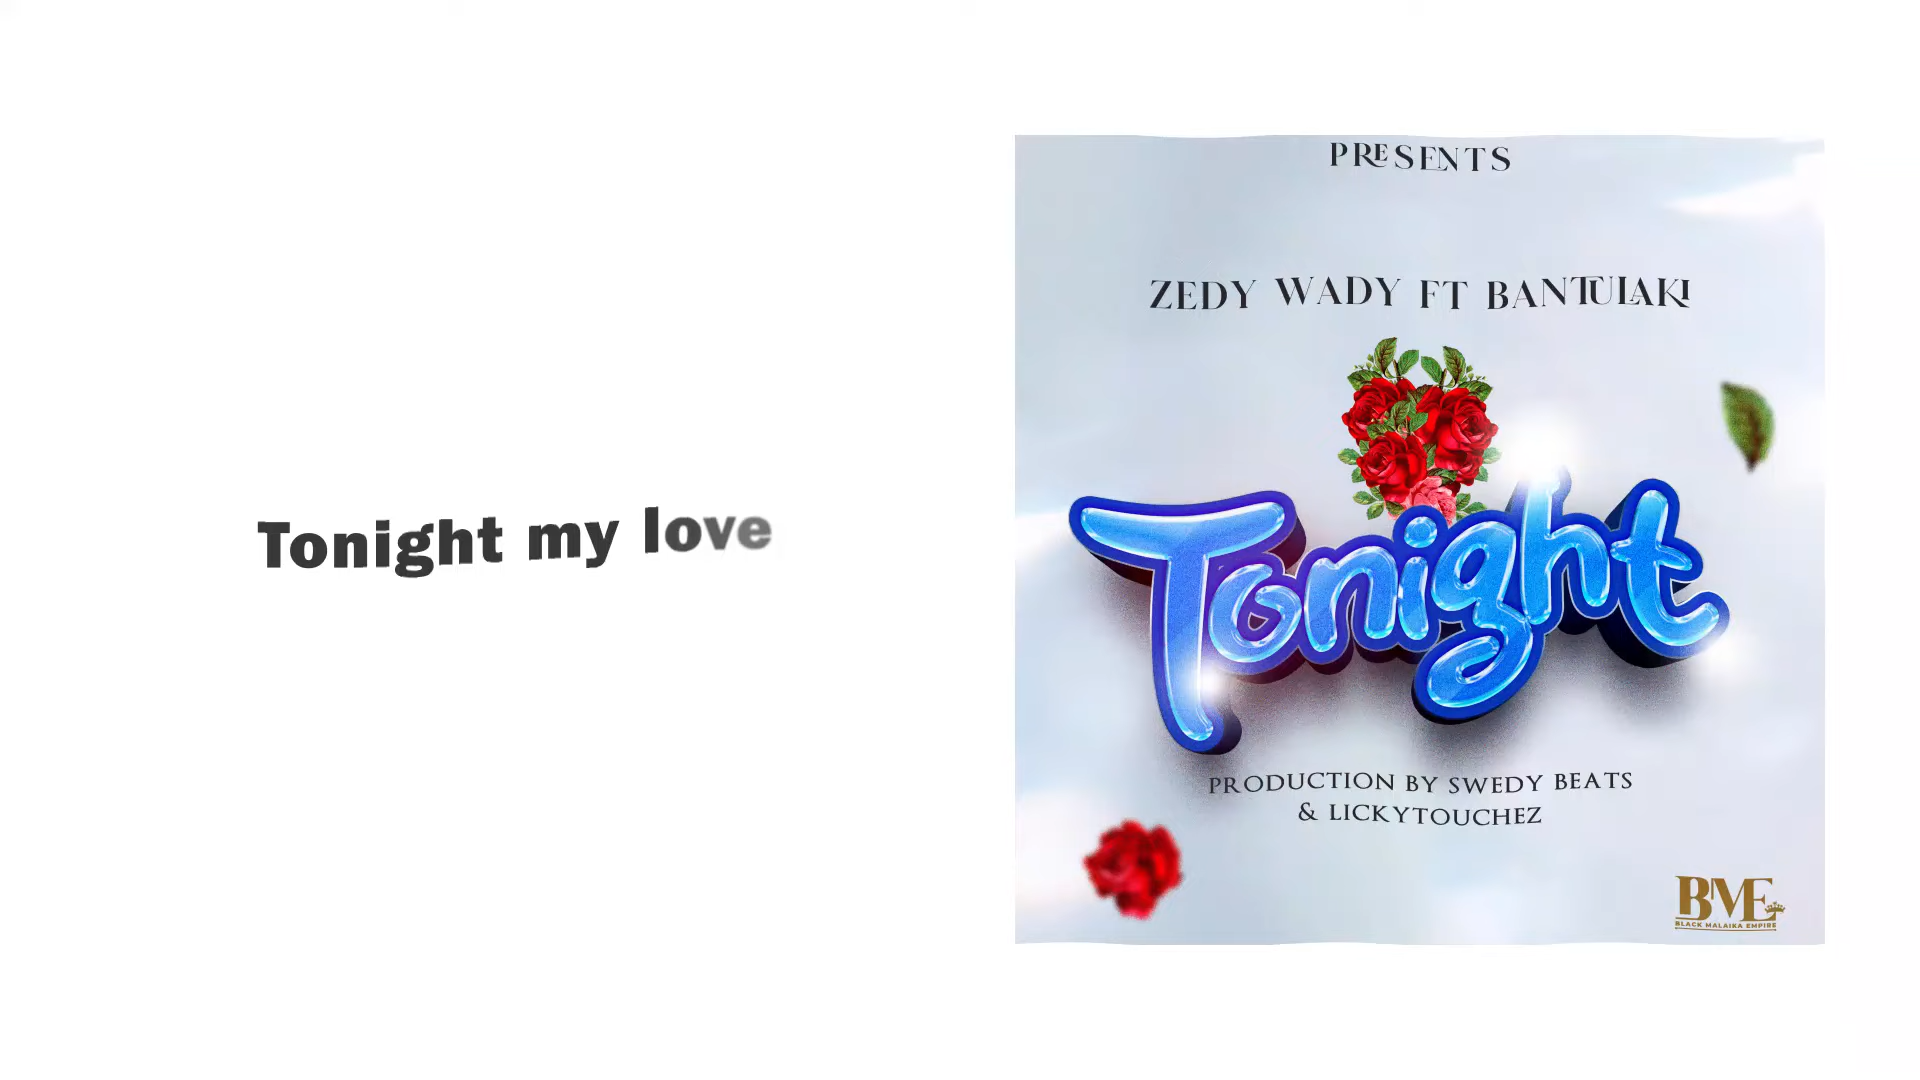 Tonight my love
PRESENTS
ZEDY WADY FT BANTULAKI
Tonight
PRODUCTION BY SWEDY BEATS
& LICKYTOUCHEZ
BME
BLACK MALAIKA EMPIRE